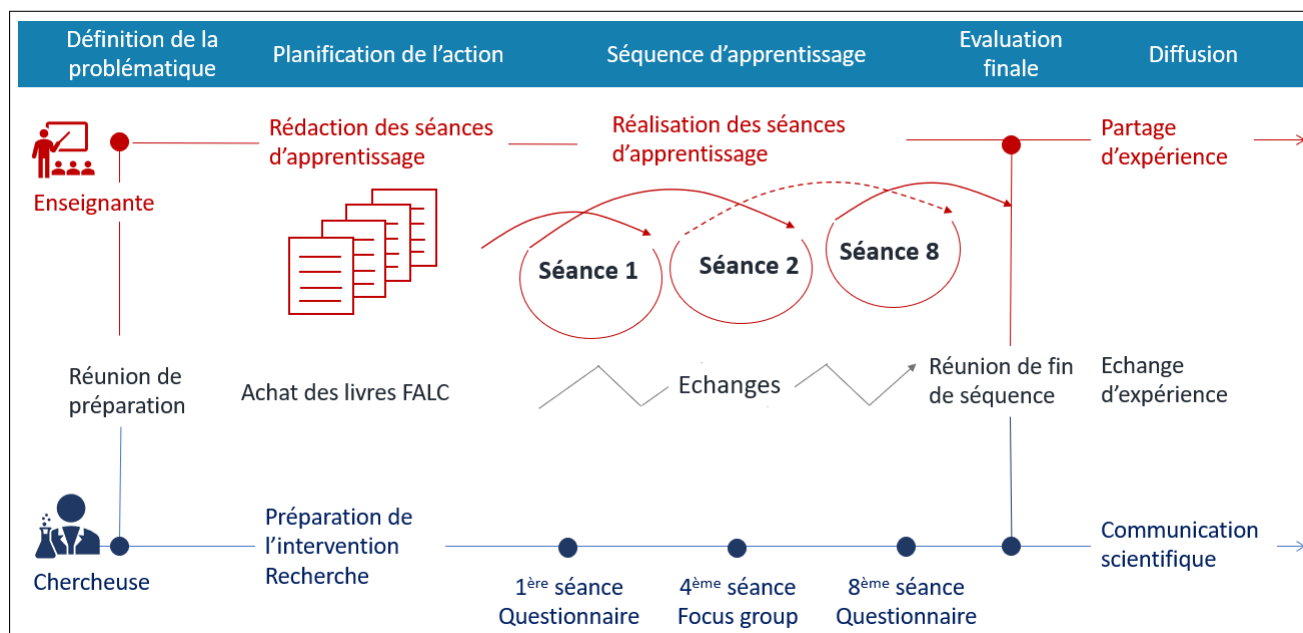 Définition de la
problématique
Planification de l’action
Séquence d’apprentissage
Evaluation
finale
Diffusion
Enseignante
Rédaction des séances
d’apprentissage
Réalisation des séances
d’apprentissage
Partage
d’expérience
Séance 1
Séance 2
Séance 8
Réunion de
préparation
Achat des livres FALC
Echanges
Réunion de fin
de séquence
Echange
d’expérience
Chercheuse
Préparation de
l’intervention
Recherche
1ère séance
Questionnaire
4ème séance
Focus group
8ème séance
Questionnaire
Communication
scientifique